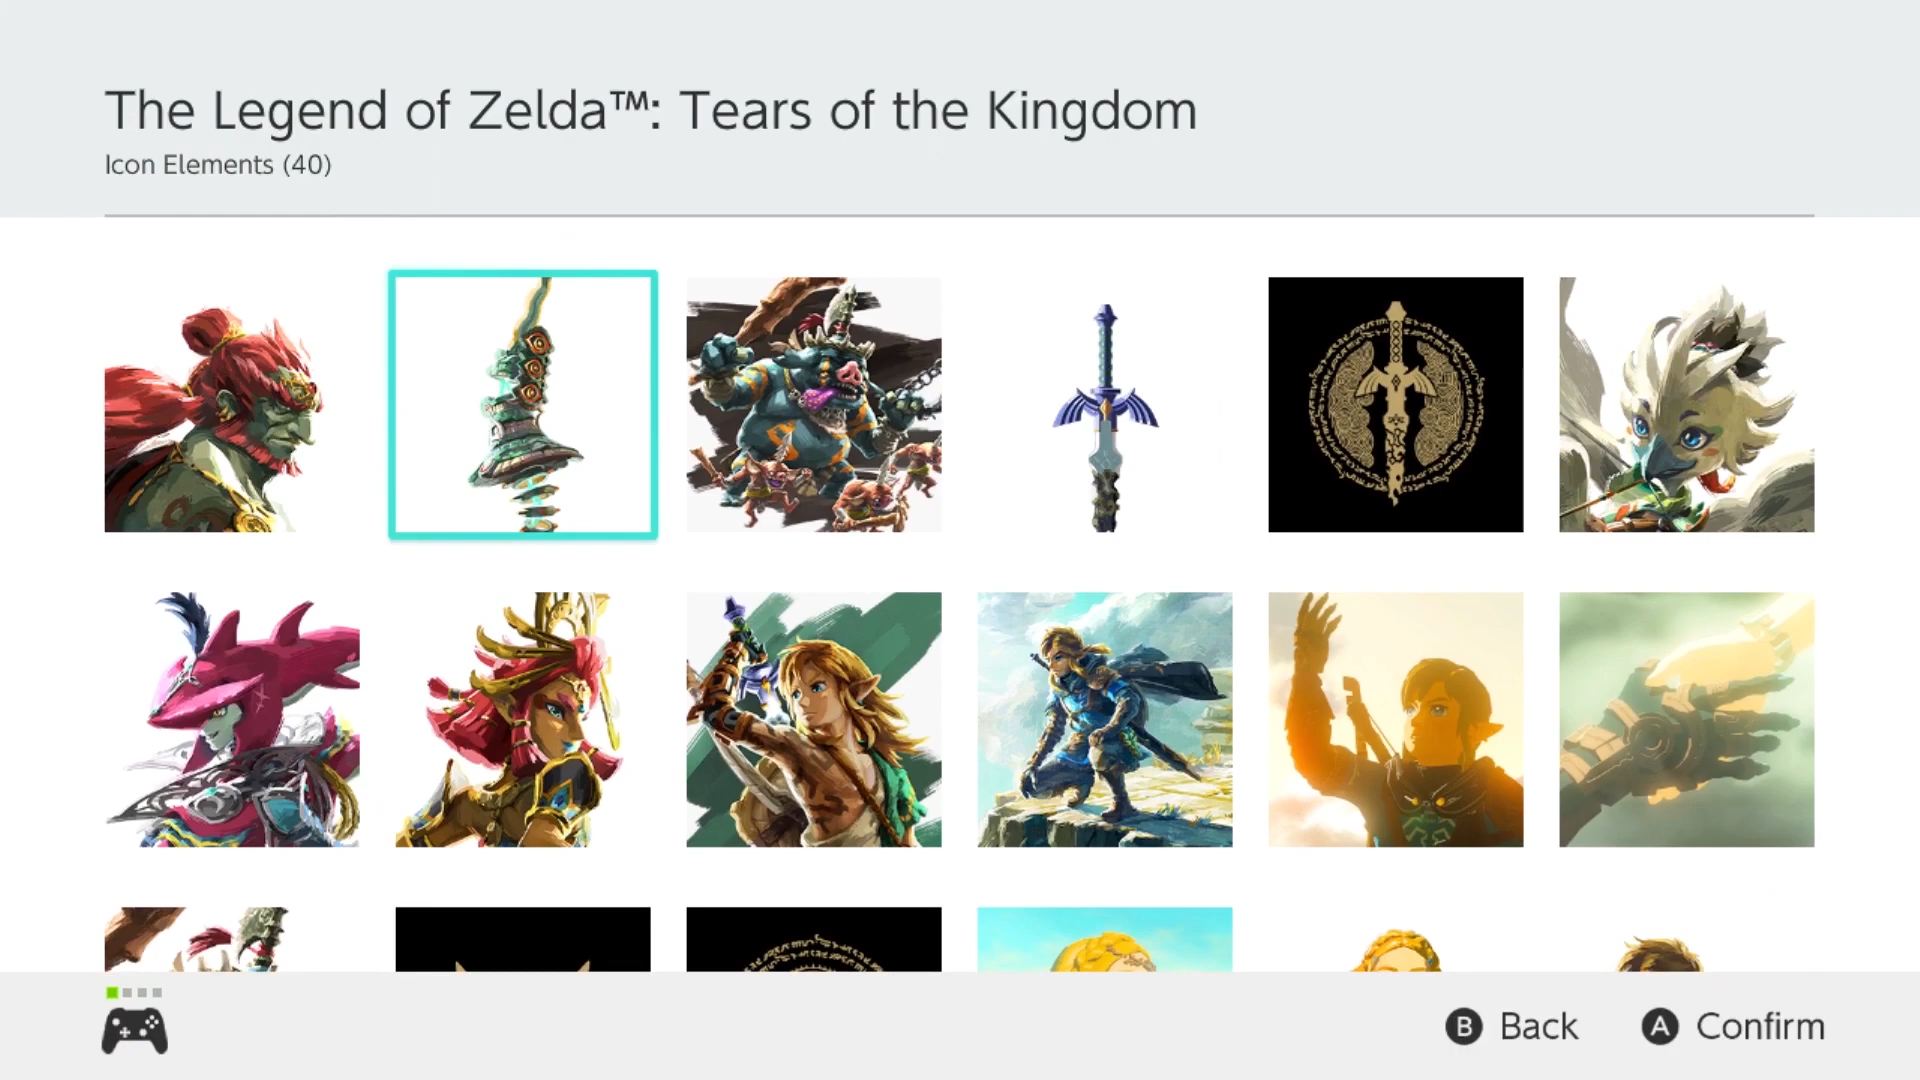 The Legend of Zelda™: Tears of the Kingdom
Icon Elements (40)
B Back
A Confirm